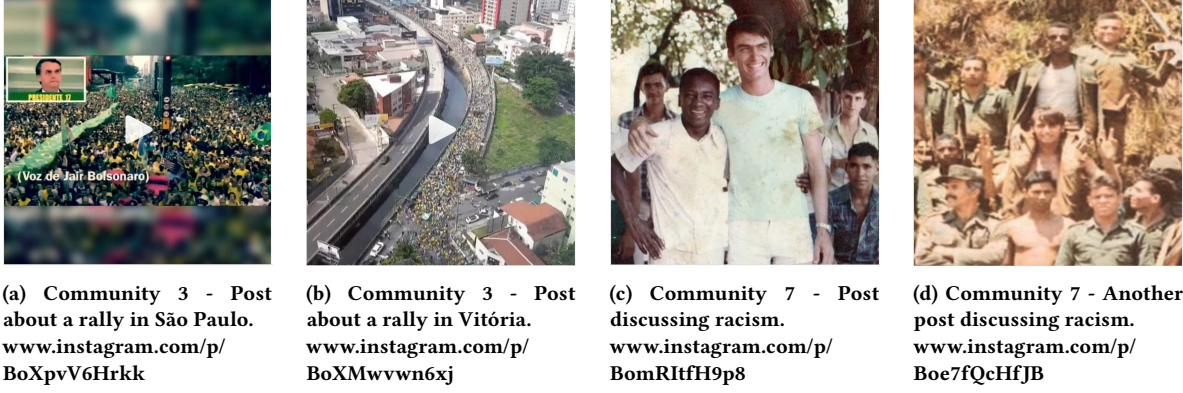 PRESIDENTE 17
(Voz de Jair Bolsonaro)
(a) Community 3 - Post
about a rally in São Paulo.
www.instagram.com/p/
BoXpvV6Hrkk
(b) Community 3 - Post
about a rally in Vitória.
www.instagram.com/p/
BoXMwvwn6xj
(c) Community 7 - Post
discussing racism.
www.instagram.com/p/
BomRItfH9p8
(d) Community 7 - Another
post discussing racism.
www.instagram.com/p/
Boe7fQcHfJB